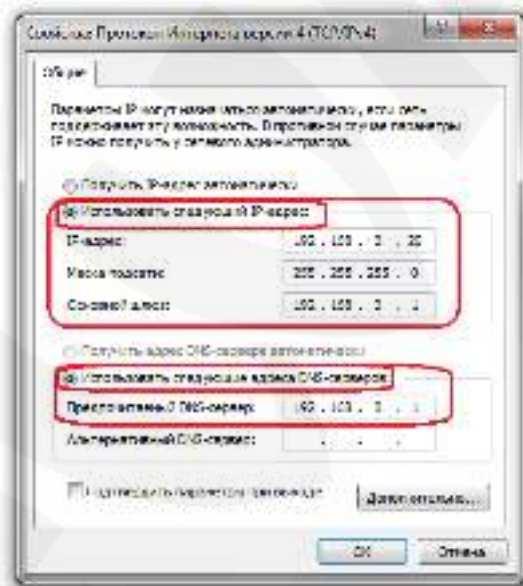 Свойства: Протокол Интернета версии 4 (TCP/IPv4)
Общие
Параметры IP могут назначаться автоматически, если сеть
поддерживает эту возможность. В противном случае параметры
IP можно получить у сетевого администратора.
Получить IP-адрес автоматически
Использовать следующий IP-адрес:
IP-адрес:
Маска подсети: 255 . 255 . 255 . 0
Основной шлюз:
Получить адрес DNS-сервера автоматически
Использовать следующие адреса DNS-серверов:
Предпочитаемый DNS-сервер:
Альтернативный DNS-сервер: . . .
Подтвердить параметры при выходе
Дополнительно...
OK Отмена